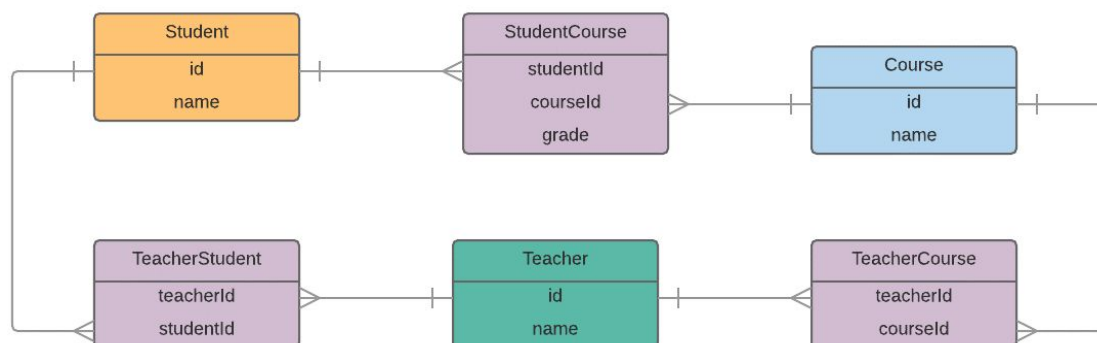 Student
id
name
StudentCourse
studentId
courseId
grade
Course
id
name
TeacherStudent
teacherId
studentId
Teacher
id
name
TeacherCourse
teacherId
courseId